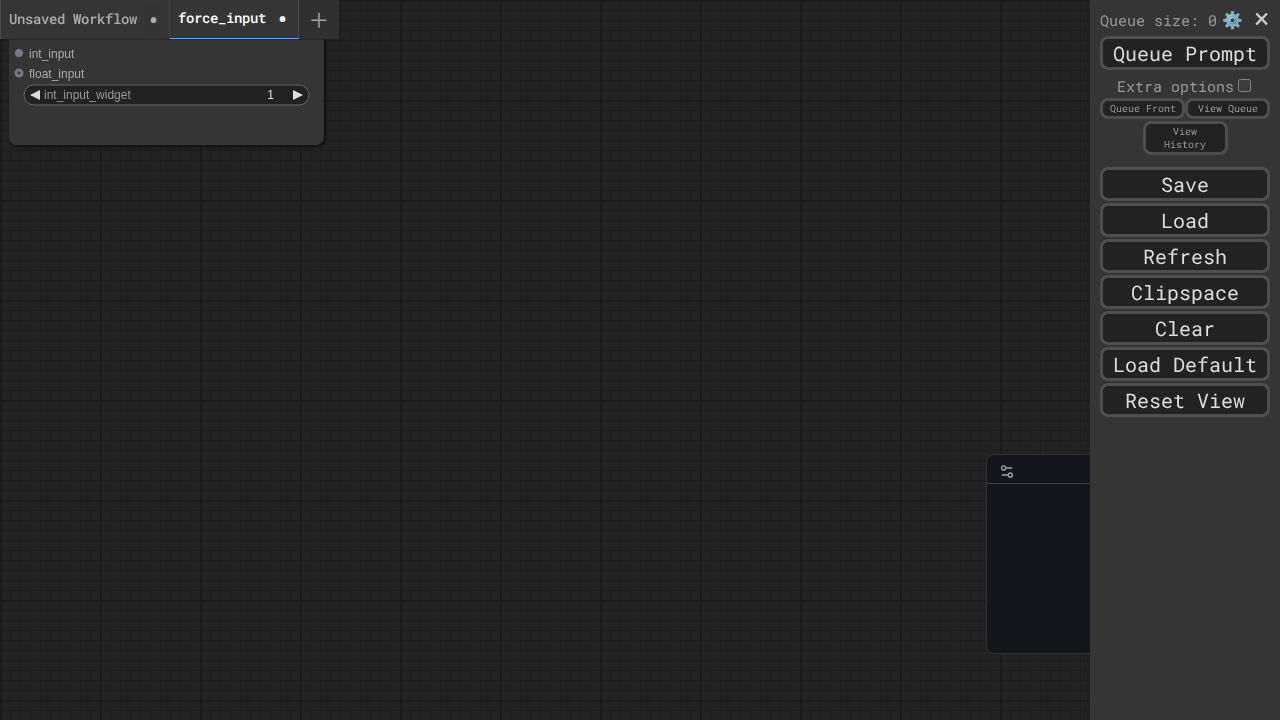 Unsaved Workflow
force_input
int_input
float_input
int_input_widget 1
Queue size: 0
Queue Prompt
Extra options
Queue Front
View Queue
View
History
Save
Load
Refresh
Clipspace
Clear
Load Default
Reset View